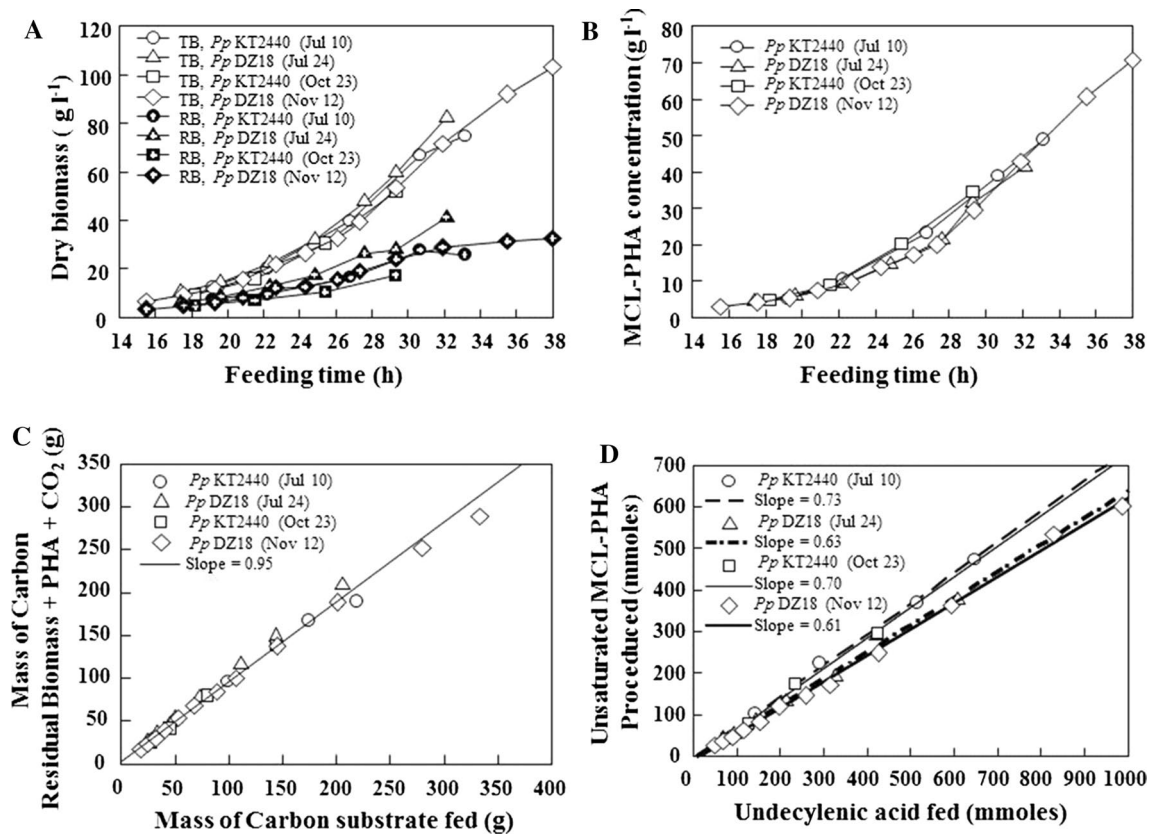 A
Dry biomass ( g l-1)
120
100
80
60
40
20
0
TB, Pp KT2440 (Jul 10)
TB, Pp DZ18 (Jul 24)
TB, Pp KT2440 (Oct 23)
TB, Pp DZ18 (Nov 12)
RB, Pp KT2440 (Jul 10)
RB, Pp DZ18 (Jul 24)
RB, Pp KT2440 (Oct 23)
RB, Pp DZ18 (Nov 12)
14 16 18 20 22 24 26 28 30 32 34 36 38
Feeding time (h)
B
MCL-PHA concentration (g l-1)
80
70
60
50
40
30
20
10
0
Pp KT2440 (Jul 10)
Pp DZ18 (Jul 24)
Pp KT2440 (Oct 23)
Pp DZ18 (Nov 12)
14 16 18 20 22 24 26 28 30 32 34 36 38
Feeding time (h)
C
Mass of Carbon
Residual Biomass + PHA + CO2 (g)
350
300
250
200
150
100
50
0
Pp KT2440 (Jul 10)
Pp DZ18 (Jul 24)
Pp KT2440 (Oct 23)
Pp DZ18 (Nov 12)
Slope = 0.95
0 50 100 150 200 250 300 350 400
Mass of Carbon substrate fed (g)
D
Unsaturated MCL-PHA
Procedured (mmoles)
700
600
500
400
300
200
100
0
Pp KT2440 (Jul 10)
Slope = 0.73
Pp DZ18 (Jul 24)
Slope = 0.63
Pp KT2440 (Oct 23)
Slope = 0.70
Pp DZ18 (Nov 12)
Slope = 0.61
0 100 200 300 400 500 600 700 800 900 1000
Undecylenic acid fed (mmoles)